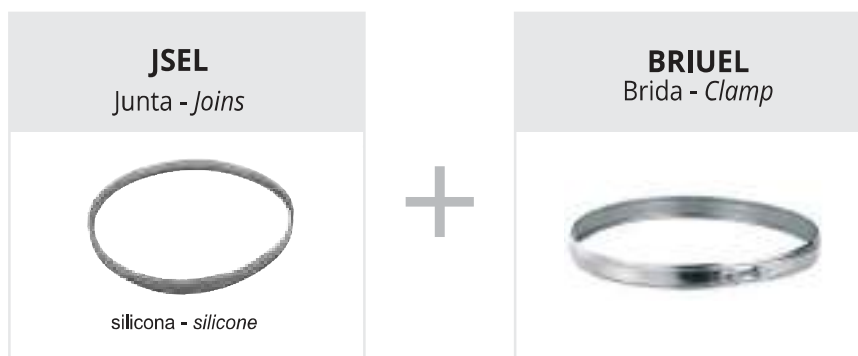 JSEL
Junta - Joins
silicona - silicone
BRIUEL
Brida - Clamp